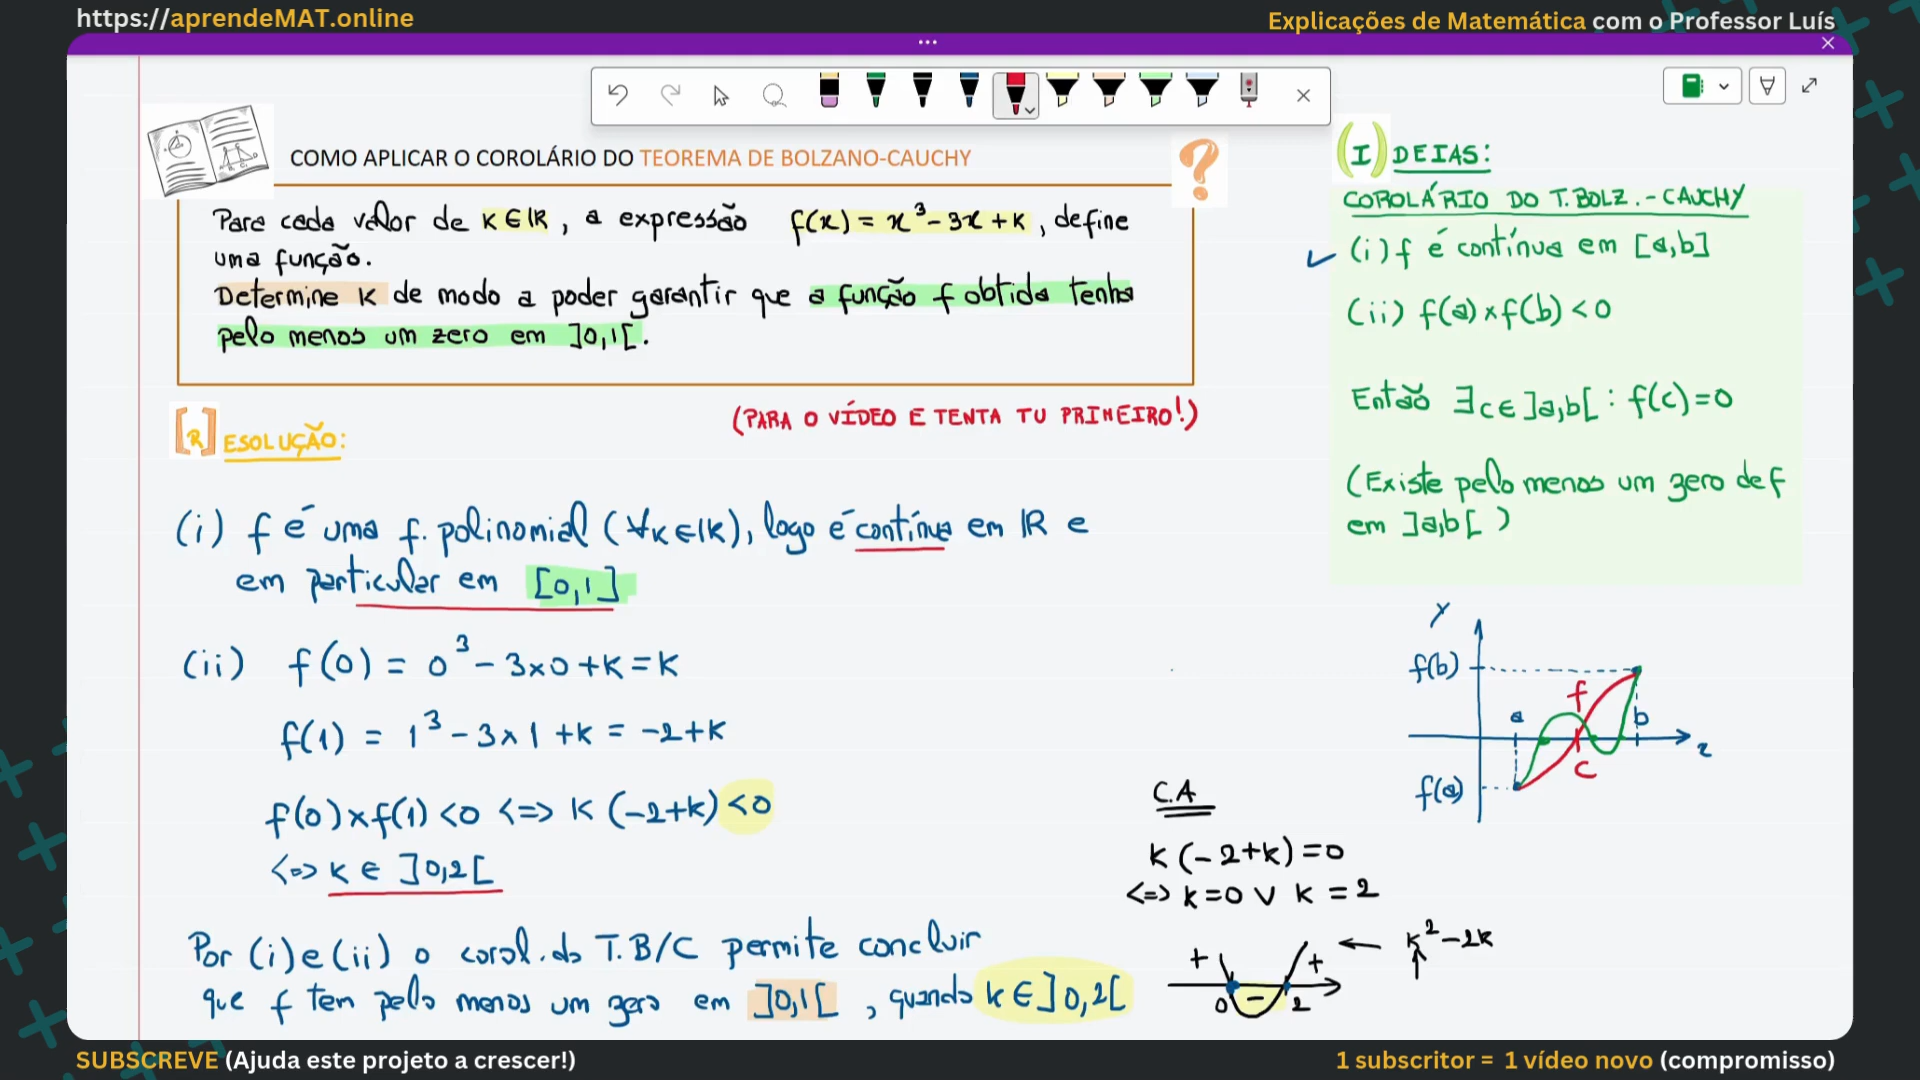 https://aprendeMAT.online
Explicações de Matemática com o Professor Luís
COMO APLICAR O COROLÁRIO DO TEOREMA DE BOLZANO-CAUCHY
Para cada valor de K∈ℝ, a expressão f(x) = x³-3x+k, define
uma função.
Determine K de modo a poder garantir que a função f obtida tenha
pelo menos um zero em ]0,1[.
(PARA O VÍDEO E TENTA TU PRIMEIRO!)
[R]ESOLUÇÃO:
(i) f é uma f. polinomial (∀K∈ℝ), logo é contínua em ℝ e
em particular em [0,1]
(ii) f(0) = 0³-3×0+K=K
f(1) = 1³-3×1+K = -2+K
f(0)×f(1)<0 <=> K(-2+K)<0
<=> K ∈ ]0,2[
Por (i) e (ii) o corol. do T.B/C permite concluir
que f tem pelo menos um zero em ]0,1[, quando K∈]0,2[
(I)DEIAS:
COROLÁRIO DO T.BOLZ.-CAUCHY
(i) f é contínua em [a,b]
(ii) f(a)×f(b)<0
Então ∃c∈]a,b[ : f(c)=0
(Existe pelo menos um zero de f
em ]a,b[ )
y
f(b)
f
a
b
x
c
f(a)
C.A
K(-2+K)=0
<=> K=0 ∨ K=2
K²-2K
+ +
0 - 2
SUBSCREVE (Ajuda este projeto a crescer!)
1 subscritor = 1 vídeo novo (compromisso)